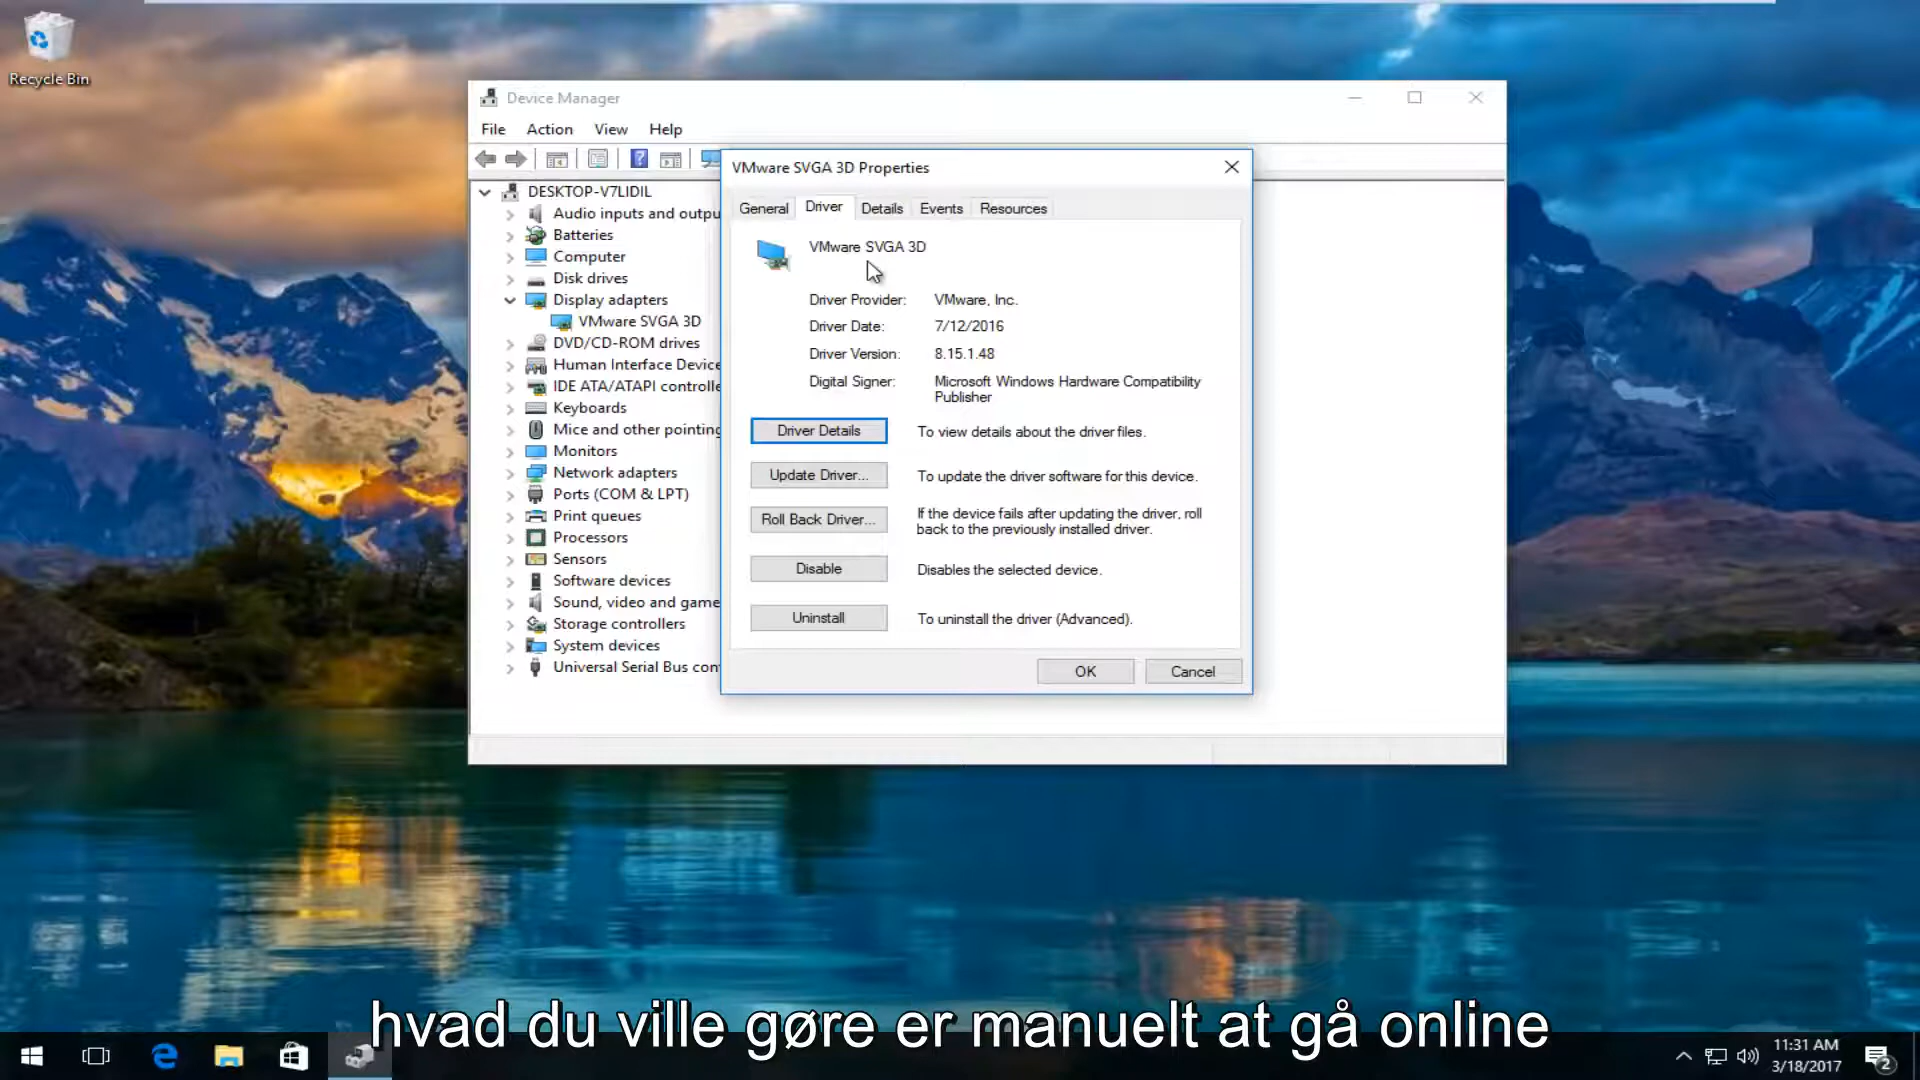 Recycle Bin
Device Manager
File Action View Help
DESKTOP-V7LIDIL
Audio inputs and outpu
Batteries
Computer
Disk drives
Display adapters
VMware SVGA 3D
DVD/CD-ROM drives
Human Interface Device
IDE ATA/ATAPI controlle
Keyboards
Mice and other pointing
Monitors
Network adapters
Ports (COM & LPT)
Print queues
Processors
Sensors
Software devices
Sound, video and game
Storage controllers
System devices
Universal Serial Bus con
VMware SVGA 3D Properties
General Driver Details Events Resources
VMware SVGA 3D
Driver Provider: VMware, Inc.
Driver Date: 7/12/2016
Driver Version: 8.15.1.48
Digital Signer: Microsoft Windows Hardware Compatibility
Publisher
Driver Details To view details about the driver files.
Update Driver... To update the driver software for this device.
Roll Back Driver... If the device fails after updating the driver, roll
back to the previously installed driver.
Disable Disables the selected device.
Uninstall To uninstall the driver (Advanced).
OK Cancel
hvad du ville gøre er manuelt at gå online
11:31 AM
3/18/2017
2